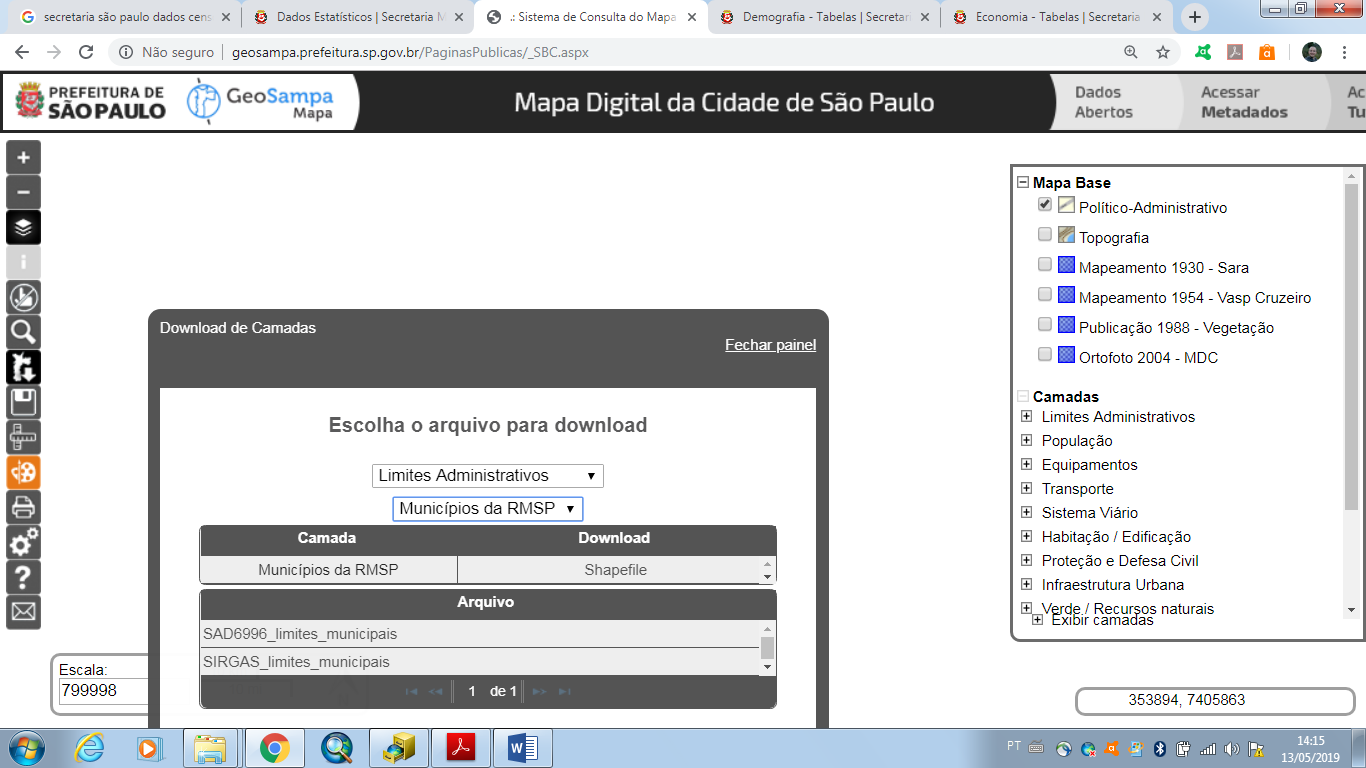 secretaria são paulo dados cens
Dados Estatísticos | Secretaria M
.: Sistema de Consulta do Mapa
Demografia - Tabelas | Secretari
Economia - Tabelas | Secretaria
Não seguro
geosampa.prefeitura.sp.gov.br/PaginasPublicas/_SBC.aspx
PREFEITURA DE
SÃO PAULO
GeoSampa
Mapa
Mapa Digital da Cidade de São Paulo
Dados
Abertos
Acessar
Metadados
Ac
Tu
Mapa Base
Político-Administrativo
Topografia
Mapeamento 1930 - Sara
Mapeamento 1954 - Vasp Cruzeiro
Publicação 1988 - Vegetação
Ortofoto 2004 - MDC
Camadas
Limites Administrativos
População
Equipamentos
Transporte
Sistema Viário
Habitação / Edificação
Proteção e Defesa Civil
Infraestrutura Urbana
Verde / Recursos naturais
Exibir camadas
Download de Camadas
Fechar painel
Escolha o arquivo para download
Limites Administrativos
Municípios da RMSP
Camada Download
Municípios da RMSP Shapefile
Arquivo
SAD6996_limites_municipais
SIRGAS_limites_municipais
1 de 1
Escala:
799998
353894, 7405863
PT
14:15
13/05/2019